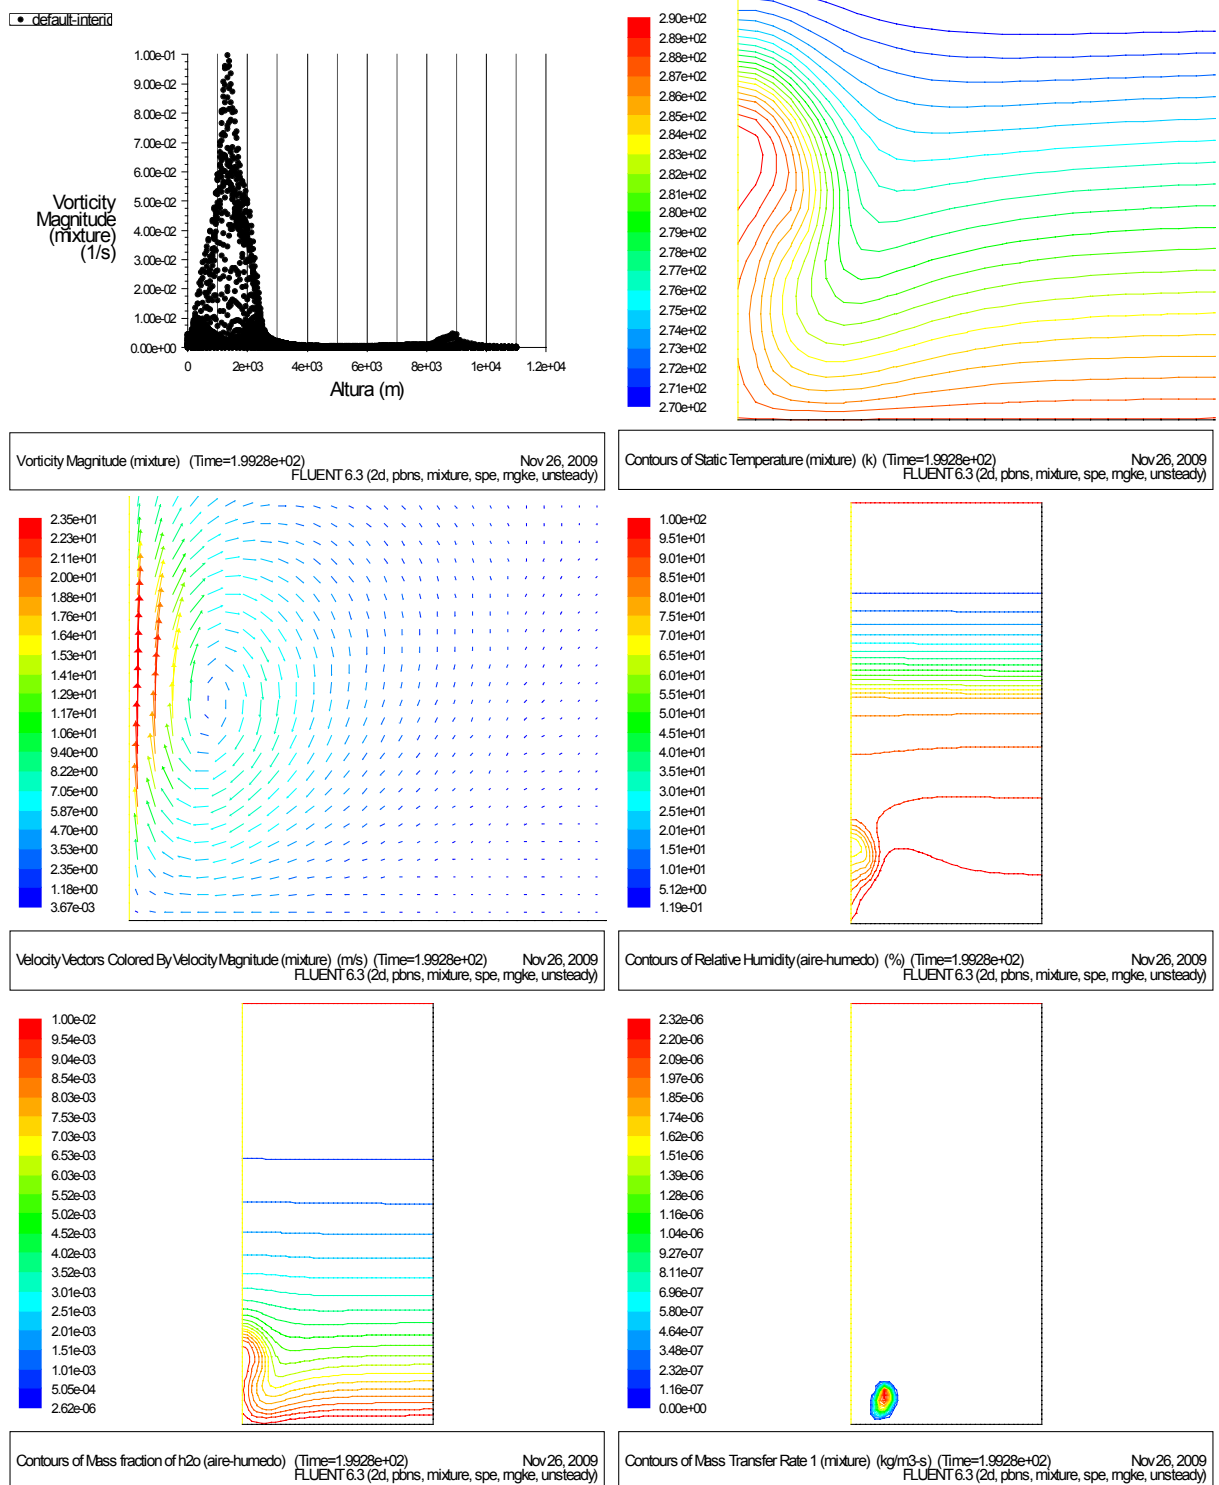 default-interic
1.00e-01
9.00e-02
8.00e-02
7.00e-02
6.00e-02
5.00e-02
4.00e-02
3.00e-02
2.00e-02
1.00e-02
0.00e+00
Vorticity
Magnitude
(mixture)
(1/s)
0 2e+03 4e+03 6e+03 8e+03 1e+04 1.2e+04
Altura (m)
Vorticity Magnitude (mixture) (Time=1.9928e+02) Nov 26, 2009
FLUENT 6.3 (2d, pbns, mixture, spe, rngke, unsteady)
2.90e+02
2.89e+02
2.88e+02
2.87e+02
2.86e+02
2.85e+02
2.84e+02
2.83e+02
2.82e+02
2.81e+02
2.80e+02
2.79e+02
2.78e+02
2.77e+02
2.76e+02
2.75e+02
2.74e+02
2.73e+02
2.72e+02
2.71e+02
2.70e+02
Contours of Static Temperature (mixture) (k) (Time=1.9928e+02) Nov 26, 2009
FLUENT 6.3 (2d, pbns, mixture, spe, rngke, unsteady)
2.35e+01
2.23e+01
2.11e+01
2.00e+01
1.88e+01
1.76e+01
1.64e+01
1.53e+01
1.41e+01
1.29e+01
1.17e+01
1.06e+01
9.40e+00
8.22e+00
7.05e+00
5.87e+00
4.70e+00
3.53e+00
2.35e+00
1.18e+00
3.67e-03
Velocity Vectors Colored By Velocity Magnitude (mixture) (m/s) (Time=1.9928e+02) Nov 26, 2009
FLUENT 6.3 (2d, pbns, mixture, spe, rngke, unsteady)
1.00e+02
9.51e+01
9.01e+01
8.51e+01
8.01e+01
7.51e+01
7.01e+01
6.51e+01
6.01e+01
5.51e+01
5.01e+01
4.51e+01
4.01e+01
3.51e+01
3.01e+01
2.51e+01
2.01e+01
1.51e+01
1.01e+01
5.12e+00
1.19e-01
Contours of Relative Humidity (aire-humedo) (%) (Time=1.9928e+02) Nov 26, 2009
FLUENT 6.3 (2d, pbns, mixture, spe, rngke, unsteady)
1.00e-02
9.54e-03
9.04e-03
8.54e-03
8.03e-03
7.53e-03
7.03e-03
6.53e-03
6.03e-03
5.52e-03
5.02e-03
4.52e-03
4.02e-03
3.52e-03
3.01e-03
2.51e-03
2.01e-03
1.51e-03
1.01e-03
5.05e-04
2.62e-06
Contours of Mass fraction of h2o (aire-humedo) (Time=1.9928e+02) Nov 26, 2009
FLUENT 6.3 (2d, pbns, mixture, spe, rngke, unsteady)
2.32e-06
2.20e-06
2.09e-06
1.97e-06
1.85e-06
1.74e-06
1.62e-06
1.51e-06
1.39e-06
1.28e-06
1.16e-06
1.04e-06
9.27e-07
8.11e-07
6.96e-07
5.80e-07
4.64e-07
3.48e-07
2.32e-07
1.16e-07
0.00e+00
Contours of Mass Transfer Rate 1 (mixture) (kg/m3-s) (Time=1.9928e+02) Nov 26, 2009
FLUENT 6.3 (2d, pbns, mixture, spe, rngke, unsteady)